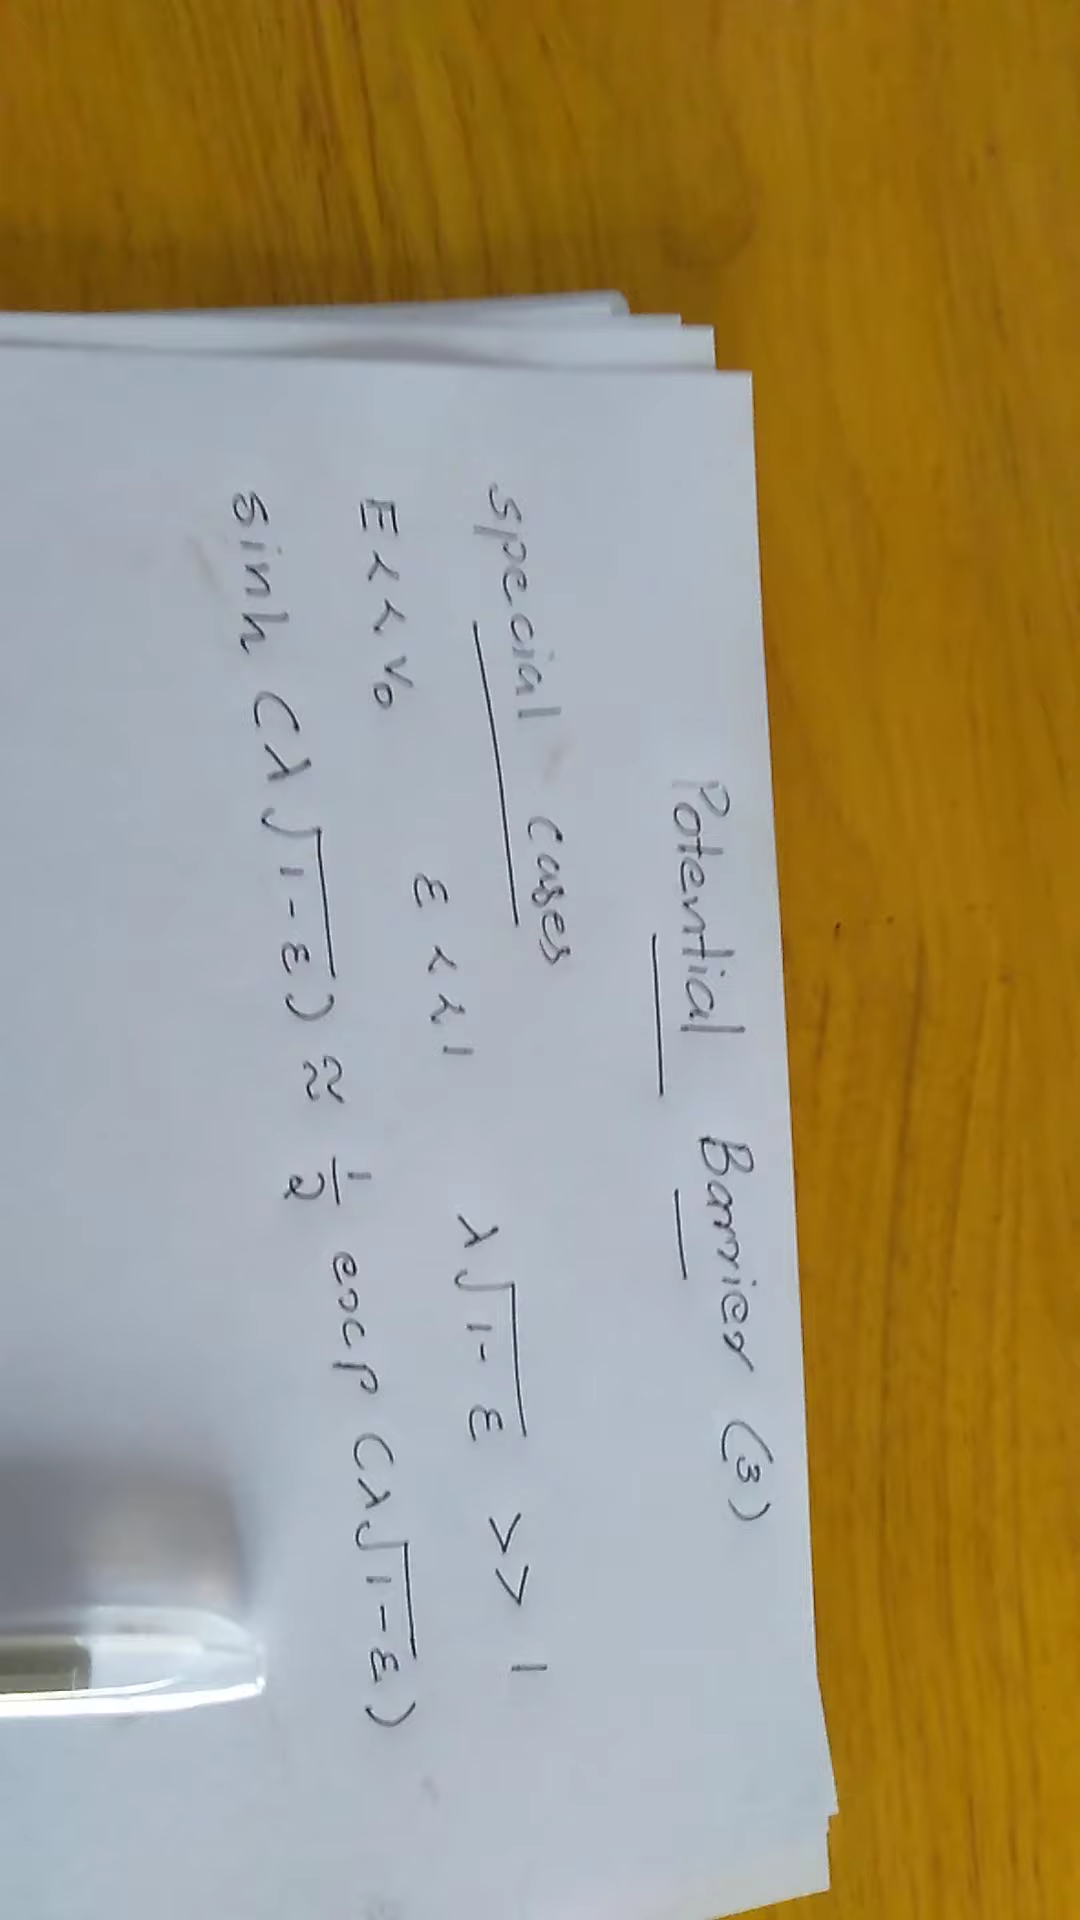 Potential Barrier (3)
special cases
E << V₀ ε << 1 λ√1-ε >> 1
sinh (λ√1-ε) ≈ 1/2 exp (λ√1-ε)